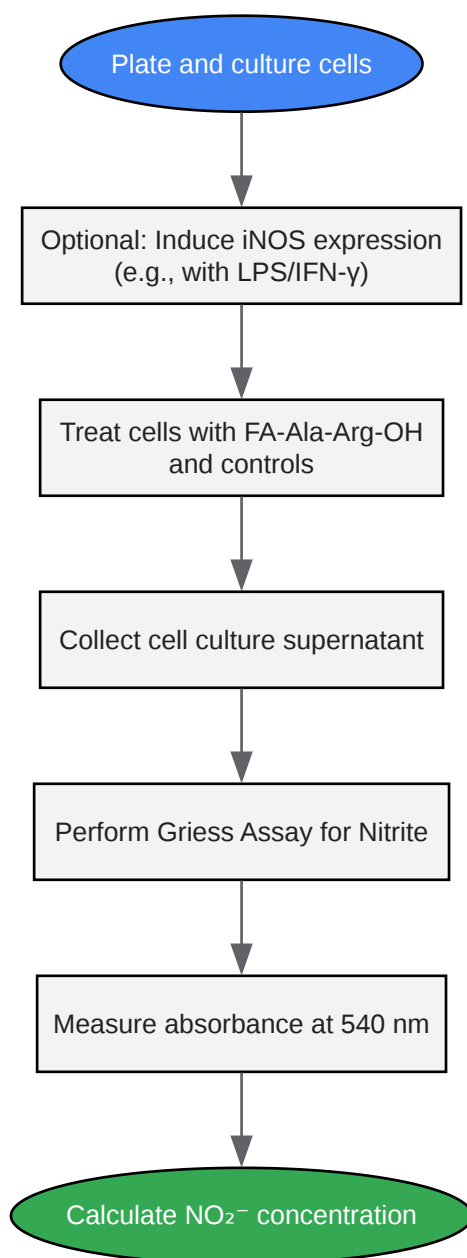 Plate and culture cells
Optional: Induce iNOS expression
(e.g., with LPS/IFN-γ)
Treat cells with FA-Ala-Arg-OH
and controls
Collect cell culture supernatant
Perform Griess Assay for Nitrite
Measure absorbance at 540 nm
Calculate NO₂⁻ concentration